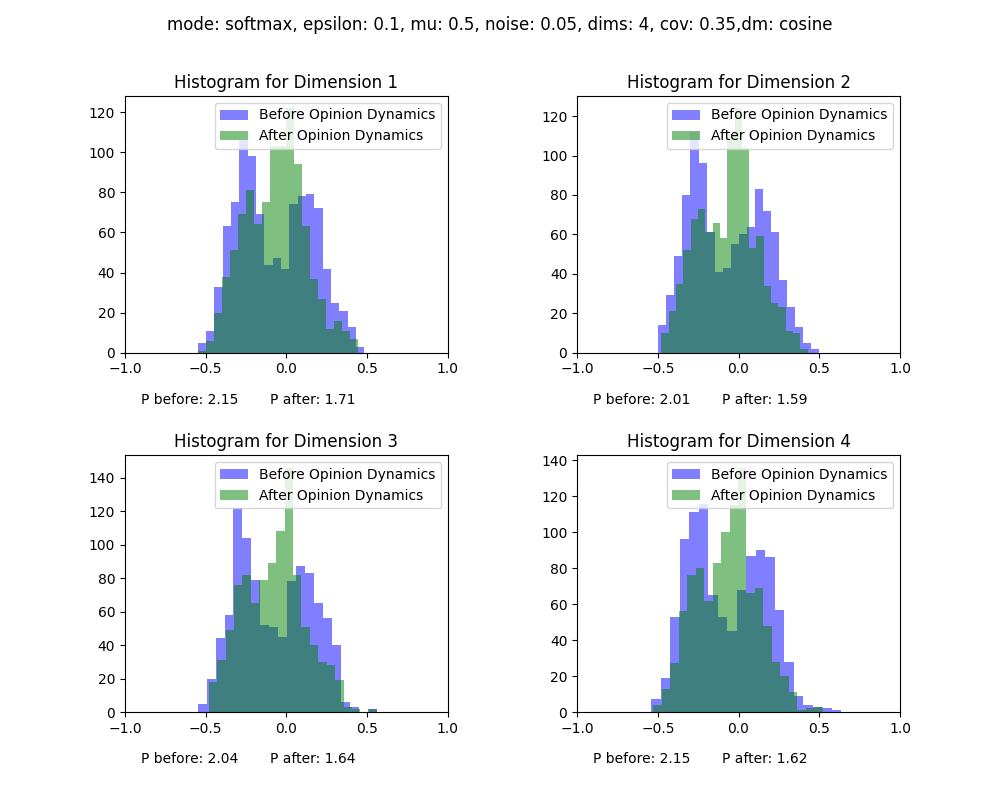 mode: softmax, epsilon: 0.1, mu: 0.5, noise: 0.05, dims: 4, cov: 0.35,dm: cosine
Histogram for Dimension 1
Before Opinion Dynamics
After Opinion Dynamics
120
100
80
60
40
20
0
−1.0 −0.5 0.0 0.5 1.0
P before: 2.15 P after: 1.71
Histogram for Dimension 2
Before Opinion Dynamics
After Opinion Dynamics
120
100
80
60
40
20
0
−1.0 −0.5 0.0 0.5 1.0
P before: 2.01 P after: 1.59
Histogram for Dimension 3
Before Opinion Dynamics
After Opinion Dynamics
140
120
100
80
60
40
20
0
−1.0 −0.5 0.0 0.5 1.0
P before: 2.04 P after: 1.64
Histogram for Dimension 4
Before Opinion Dynamics
After Opinion Dynamics
140
120
100
80
60
40
20
0
−1.0 −0.5 0.0 0.5 1.0
P before: 2.15 P after: 1.62